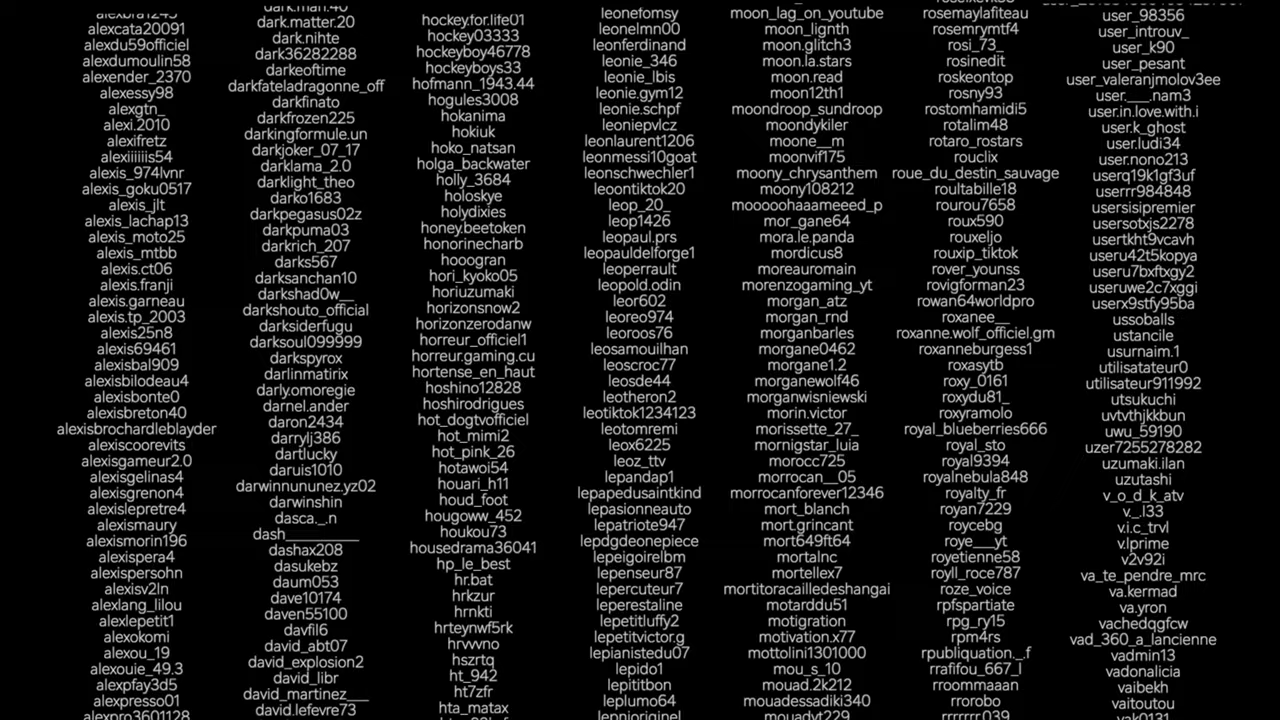 alexcata20091
alexdu59officiel
alexdumoulin58
alexender_2370
alexessy98
alexgtn_
alexi.2010
alexifretz
alexiiiiiis54
alexis_974lvnr
alexis_goku0517
alexis_jlt
alexis_lachap13
alexis_moto25
alexis_mtbb
alexis.ct06
alexis.franji
alexis.garneau
alexis.tp_2003
alexis25n8
alexis69461
alexisbal909
alexisbilodeau4
alexisbonte0
alexisbreton40
alexisbrochardleblayder
alexiscoorevits
alexisgameur2.0
alexisgelinas4
alexisgrenon4
alexislepretre4
alexismaury
alexismorin196
alexispera4
alexispersohn
alexisv2ln
alexlang_lilou
alexlepetit1
alexokomi
alexou_19
alexouie_49.3
alexpfay3d5
alexpresso01
alexpro3601128
dark.man.40
dark.matter.20
dark.nihte
dark36282288
darkeoftime
darkfateladragonne_off
darkfinato
darkfrozen225
darkingformule.un
darkjoker_07_17
darklama_2.0
darklight_theo
darko1683
darkpegasus02z
darkpuma03
darkrich_207
darks567
darksanchan10
darkshad0w__
darkshouto_official
darksiderfugu
darksoul099999
darkspyrox
darlinmatirix
darly.omoregie
darnel.ander
daron2434
darrylj386
dartlucky
daruis1010
darwinnununez.yz02
darwinshin
dasca._.n
dash__________
dashax208
dasukebz
daum053
dave10174
daven55100
davfil6
david_abt07
david_explosion2
david_libr
david_martinez___
david.lefevre73
hockey.for.life01
hockey03333
hockeyboy46778
hockeyboys33
hofmann_1943.44
hogules3008
hokanima
hokiuk
hoko_natsan
holga_backwater
holly_3684
holoskye
holydixies
honey.beetoken
honorinecharb
hooogran
hori_kyoko05
horiuzumaki
horizonsnow2
horizonzerodanw
horreur_officiel1
horreur.gaming.cu
hortense_en_haut
hoshino12828
hoshirodrigues
hot_dogtvofficiel
hot_mimi2
hot_pink_26
hotawoi54
houari_h11
houd_foot
hougoww_452
houkou73
housedrama36041
hp_le_best
hr.bat
hrkzur
hrnkti
hrteynwf5rk
hrvvvno
hszrtq
ht_942
ht7zfr
hta_matax
leonefomsy
leonelmn00
leonferdinand
leonie_346
leonie_lbis
leonie.gym12
leonie.schpf
leoniepvlcz
leonlaurent1206
leonmessi10goat
leonschwechler1
leoontiktok20
leop_20_
leop1426
leopaul.prs
leopauldelforge1
leoperrault
leopold.odin
leor602
leoreo974
leoroos76
leosamouilhan
leoscroc77
leosde44
leotheron2
leotiktok1234123
leotomremi
leox6225
leoz_ttv
lepandap1
lepapedusaintkind
lepasionneauto
lepatriote947
lepdgdeonepiece
lepeigoirelbm
lepenseur87
lepercuteur7
leperestaline
lepetitluffy2
lepetitvictor.g
lepianistedu07
lepido1
lepititbon
leplumo64
lepnioriginel
moon_lag_on_youtube
moon_lignth
moon.glitch3
moon.la.stars
moon.read
moon12th1
moondroop_sundroop
moondykiler
moone__m
moonvif175
moony_chrysanthem
moony108212
mooooohaaameeed_p
mor_gane64
mora.le.panda
mordicus8
moreauromain
morenzogaming_yt
morgan_atz
morgan_rnd
morganbarles
morgane0462
morgane1.2
morganewolf46
morganwisniewski
morin.victor
morissette_27_
mornigstar_luia
morocc725
morrocan__05
morrocanforever12346
mort_blanch
mort.grincant
mort649ft64
mortalnc
mortellex7
mortitoracailledeshangai
motarddu51
motigration
motivation.x77
mottolini1301000
mou_s_10
mouad.2k212
mouadessadiki340
mouadyt229
rosemaylafiteau
rosemrymtf4
rosi_73_
rosinedit
roskeontop
rosny93
rostomhamidi5
rotalim48
rotaro_rostars
rouclix
roue_du_destin_sauvage
roultabille18
rourou7658
roux590
rouxeljo
rouxip_tiktok
rover_younss
rovigforman23
rowan64worldpro
roxanee__
roxanne.wolf_officiel.gm
roxanneburgess1
roxasytb
roxy_0161
roxydu81_
roxyramolo
royal_blueberries666
royal_sto
royal9394
royalnebula848
royalty_fr
royan7229
roycebg
roye___yt
royetienne58
royll_roce787
roze_voice
rpfspartiate
rpg_ry15
rpm4rs
rpubliquation._.f
rrafifou_667_l
rroommaaan
rrorobo
rrrrrrr039
user_98356
user_introuv_
user_k90
user_pesant
user_valeranjmolov3ee
user.___.nam3
user.in.love.with.i
user.k_ghost
user.ludi34
user.nono213
userq19k1gf3uf
userrr984848
usersisipremier
usersotxjs2278
usertkht9vcavh
useru42t5kopya
useru7bxftxgy2
useruwe2c7xggi
userx9stfy95ba
ussoballs
ustancile
usurnaim.1
utilisatateur0
utilisateur911992
utsukuchi
uvtvthjkkbun
uwu_59190
uzer7255278282
uzumaki.ilan
uzutashi
v_o_d_k_atv
v._.i33
v.i.c_trvl
v.lprime
v2v92i
va_te_pendre_mrc
va.kermad
va.yron
vachedqgfcw
vad_360_a_lancienne
vadmin13
vadonalicia
vaibekh
vaitoutou